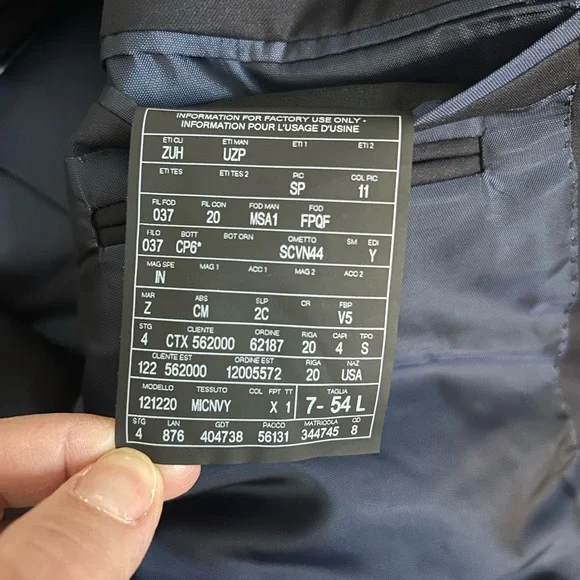 INFORMATION FOR FACTORY USE ONLY -
INFORMATION POUR L'USAGE D'USINE
ETI CLI ETI MAN ETI 1 ETI 2
ZUH UZP
ETI TES ETI TES 2 PIC COL PIC
SP 11
FIL FOD FIL CON FOD MAN FOD
037 20 MSA1 FPQF
FILO BOTT BOT ORN OMETTO SM EDI
037 CP6* SCVN44 Y
MAG SPE MAG 1 ACC 1 MAG 2 ACC 2
IN
MAR ABS SLP CR FBP
Z CM 2C V5
STG CLIENTE ORDINE RIGA CAPI TPO
4 CTX 562000 62187 20 4 S
CLIENTE EST ORDINE EST RIGA NAZ
122 562000 12005572 20 USA
MODELLO TESSUTO COL FPT TT TAGLIA
121220 MICNVY X 1 7- 54 L
STG LAN GDT PACCO MATRICOLA CD
4 876 404738 56131 344745 8